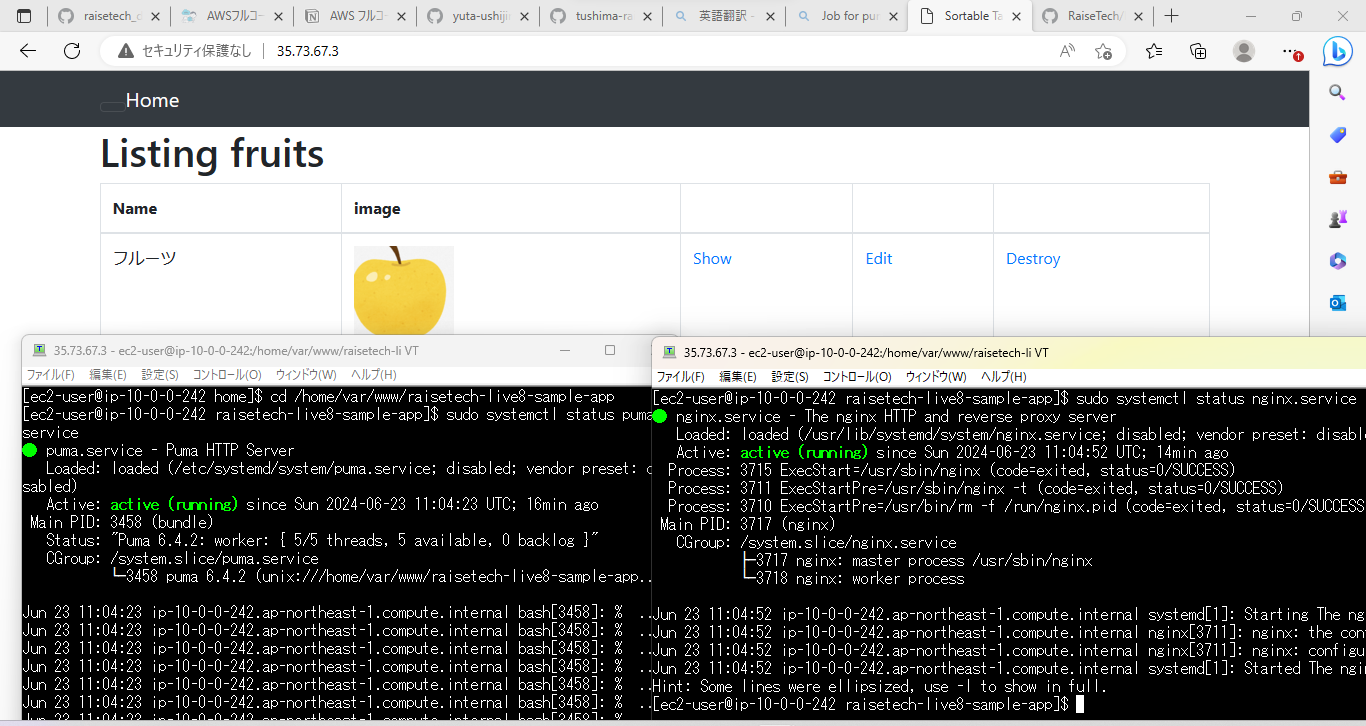 raisetech_d
AWSフルコー
AWS フルコー
yuta-ushijim
tushima-ra
英語翻訳 -
Job for pum
Sortable Ta
RaiseTech/
セキュリティ保護なし
35.73.67.3
Home
Listing fruits
Name image
フルーツ Show Edit Destroy
35.73.67.3 - ec2-user@ip-10-0-0-242:/home/var/www/raisetech-li VT
ファイル(F) 編集(E) 設定(S) コントロール(O) ウィンドウ(W) ヘルプ(H)
[ec2-user@ip-10-0-0-242 home]$ cd /home/var/www/raisetech-live8-sample-app
[ec2-user@ip-10-0-0-242 raisetech-live8-sample-app]$ sudo systemctl status puma
service
● puma.service - Puma HTTP Server
Loaded: loaded (/etc/systemd/system/puma.service; disabled; vendor preset:
sabled)
Active: active (running) since Sun 2024-06-23 11:04:23 UTC; 16min ago
Main PID: 3458 (bundle)
Status: "Puma 6.4.2: worker: { 5/5 threads, 5 available, 0 backlog }"
CGroup: /system.slice/puma.service
└─3458 puma 6.4.2 (unix:///home/var/www/raisetech-live8-sample-app..
Jun 23 11:04:23 ip-10-0-0-242.ap-northeast-1.compute.internal bash[3458]: % ..
Jun 23 11:04:23 ip-10-0-0-242.ap-northeast-1.compute.internal bash[3458]: % ..
Jun 23 11:04:23 ip-10-0-0-242.ap-northeast-1.compute.internal bash[3458]: % ..
Jun 23 11:04:23 ip-10-0-0-242.ap-northeast-1.compute.internal bash[3458]: % ..
Jun 23 11:04:23 ip-10-0-0-242.ap-northeast-1.compute.internal bash[3458]: % ..
Jun 23 11:04:23 ip-10-0-0-242.ap-northeast-1.compute.internal bash[3458]: % ..
Jun 23 11:04:23 ip-10-0-0-242.ap-northeast-1.compute.internal bash[3458]: % ..
35.73.67.3 - ec2-user@ip-10-0-0-242:/home/var/www/raisetech-li VT
ファイル(F) 編集(E) 設定(S) コントロール(O) ウィンドウ(W) ヘルプ(H)
[ec2-user@ip-10-0-0-242 raisetech-live8-sample-app]$ sudo systemctl status nginx.service
● nginx.service - The nginx HTTP and reverse proxy server
Loaded: loaded (/usr/lib/systemd/system/nginx.service; disabled; vendor preset: disabl
Active: active (running) since Sun 2024-06-23 11:04:52 UTC; 14min ago
Process: 3715 ExecStart=/usr/sbin/nginx (code=exited, status=0/SUCCESS)
Process: 3711 ExecStartPre=/usr/sbin/nginx -t (code=exited, status=0/SUCCESS)
Process: 3710 ExecStartPre=/usr/bin/rm -f /run/nginx.pid (code=exited, status=0/SUCCESS
Main PID: 3717 (nginx)
CGroup: /system.slice/nginx.service
├─3717 nginx: master process /usr/sbin/nginx
└─3718 nginx: worker process
Jun 23 11:04:52 ip-10-0-0-242.ap-northeast-1.compute.internal systemd[1]: Starting The ng
Jun 23 11:04:52 ip-10-0-0-242.ap-northeast-1.compute.internal nginx[3711]: nginx: the con
Jun 23 11:04:52 ip-10-0-0-242.ap-northeast-1.compute.internal nginx[3711]: nginx: configu
Jun 23 11:04:52 ip-10-0-0-242.ap-northeast-1.compute.internal systemd[1]: Started The ngi
Hint: Some lines were ellipsized, use -l to show in full.
[ec2-user@ip-10-0-0-242 raisetech-live8-sample-app]$